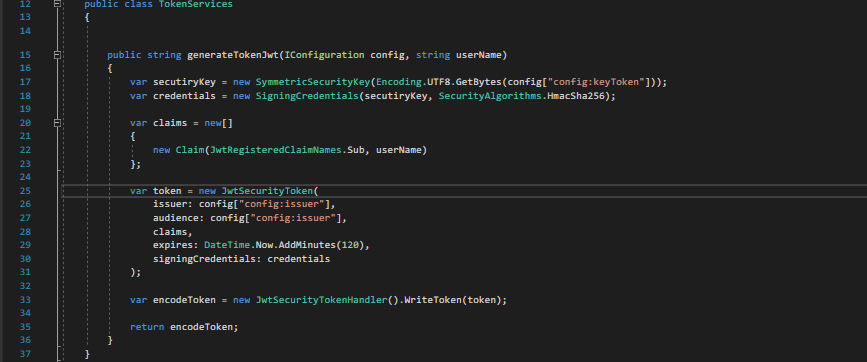 12 public class TokenServices
13 {
14
15 public string generateTokenJwt(IConfiguration config, string userName)
16 {
17 var secutiryKey = new SymmetricSecurityKey(Encoding.UTF8.GetBytes(config["config:keyToken"]));
18 var credentials = new SigningCredentials(secutiryKey, SecurityAlgorithms.HmacSha256);
19
20 var claims = new[]
21 {
22 new Claim(JwtRegisteredClaimNames.Sub, userName)
23 };
24
25 var token = new JwtSecurityToken(
26 issuer: config["config:issuer"],
27 audience: config["config:issuer"],
28 claims,
29 expires: DateTime.Now.AddMinutes(120),
30 signingCredentials: credentials
31 );
32
33 var encodeToken = new JwtSecurityTokenHandler().WriteToken(token);
34
35 return encodeToken;
36 }
37 }